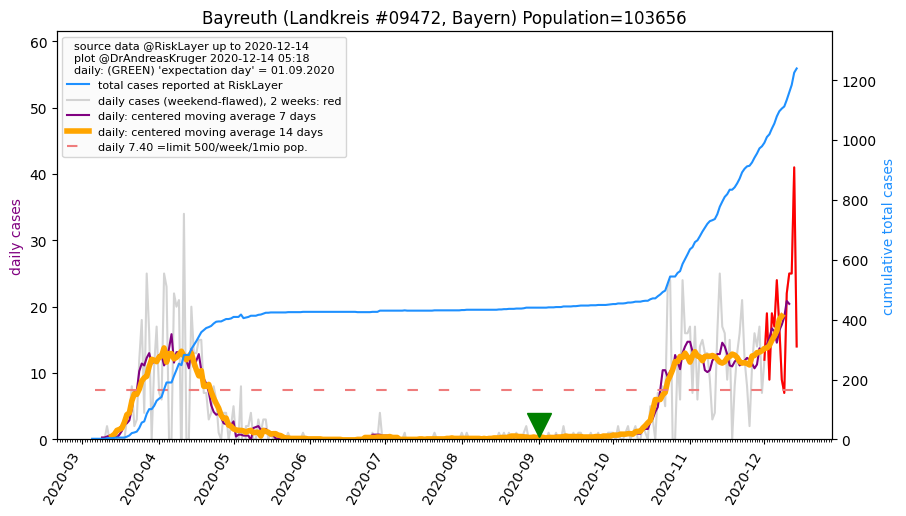 Bayreuth (Landkreis #09472, Bayern) Population=103656
source data @RiskLayer up to 2020-12-14
plot @DrAndreasKruger 2020-12-14 05:18
daily: (GREEN) 'expectation day' = 01.09.2020
total cases reported at RiskLayer
daily cases (weekend-flawed), 2 weeks: red
daily: centered moving average 7 days
daily: centered moving average 14 days
daily 7.40 =limit 500/week/1mio pop.
daily cases
60
50
40
30
20
10
0
cumulative total cases
1200
1000
800
600
400
200
0
2020-03
2020-04
2020-05
2020-06
2020-07
2020-08
2020-09
2020-10
2020-11
2020-12